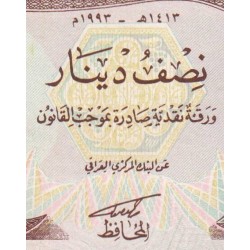 ١٤١٣هـ - ١٩٩٣م
نصف دينار
ورقة نقدية صادرة بموجب القانون
عن البنك المركزي العراقي
المحافظ